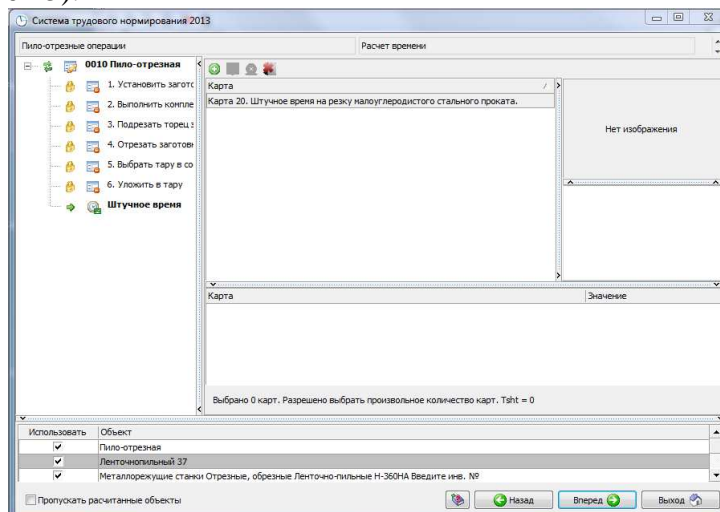 Система трудового нормирования 2013
Пило-отрезные операции
Расчет времени
0010 Пило-отрезная
1. Установить загото
2. Выполнить компле
3. Подрезать торец з
4. Отрезать заготовк
5. Выбрать тару в со
6. Уложить в тару
Штучное время
Карта
Карта 20. Штучное время на резку малоуглеродистого стального проката.
Нет изображения
Карта
Значение
Выбрано 0 карт. Разрешено выбрать произвольное количество карт. Tsht = 0
Использовать
Объект
Пило-отрезная
Ленточнопильный 37
Металлорежущие станки Отрезные, обрезные Ленточно-пильные Н-360НА Введите инв. №
Пропускать расчитанные объекты
Назад
Вперед
Выход